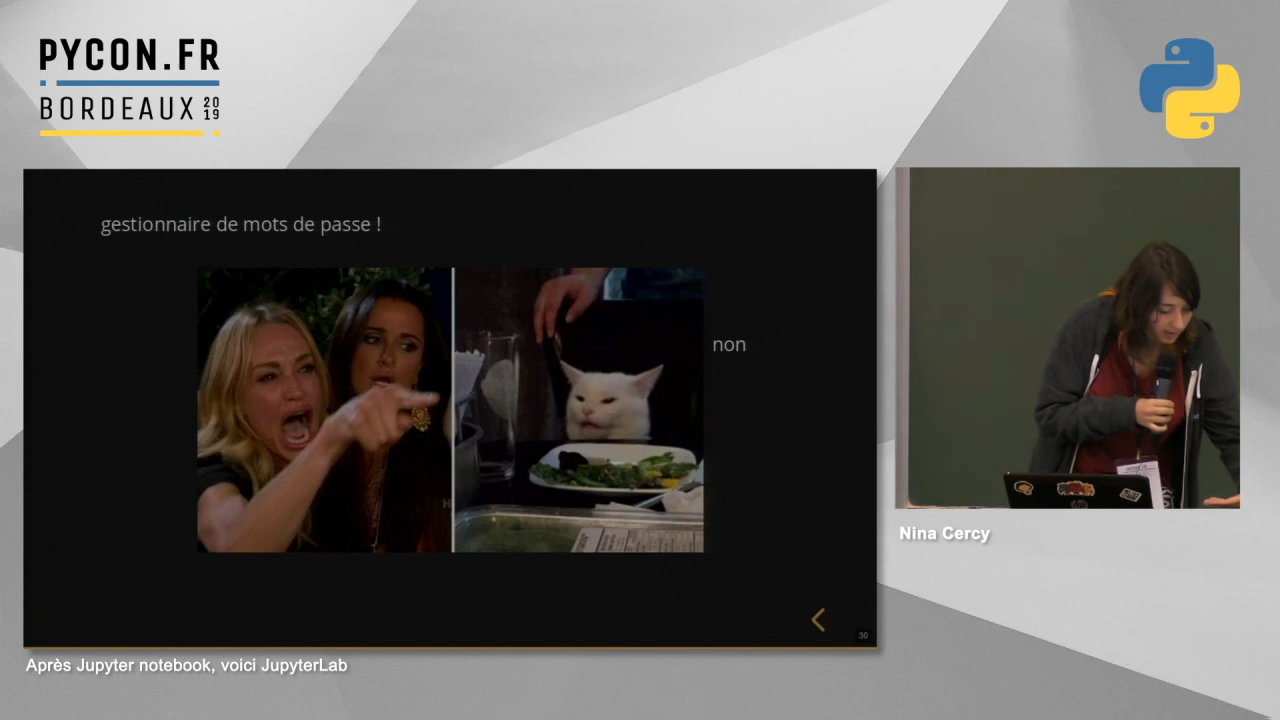 PYCON.FR
BORDEAUX 2019
gestionnaire de mots de passe !
non
30
Nina Cercy
Après Jupyter notebook, voici JupyterLab